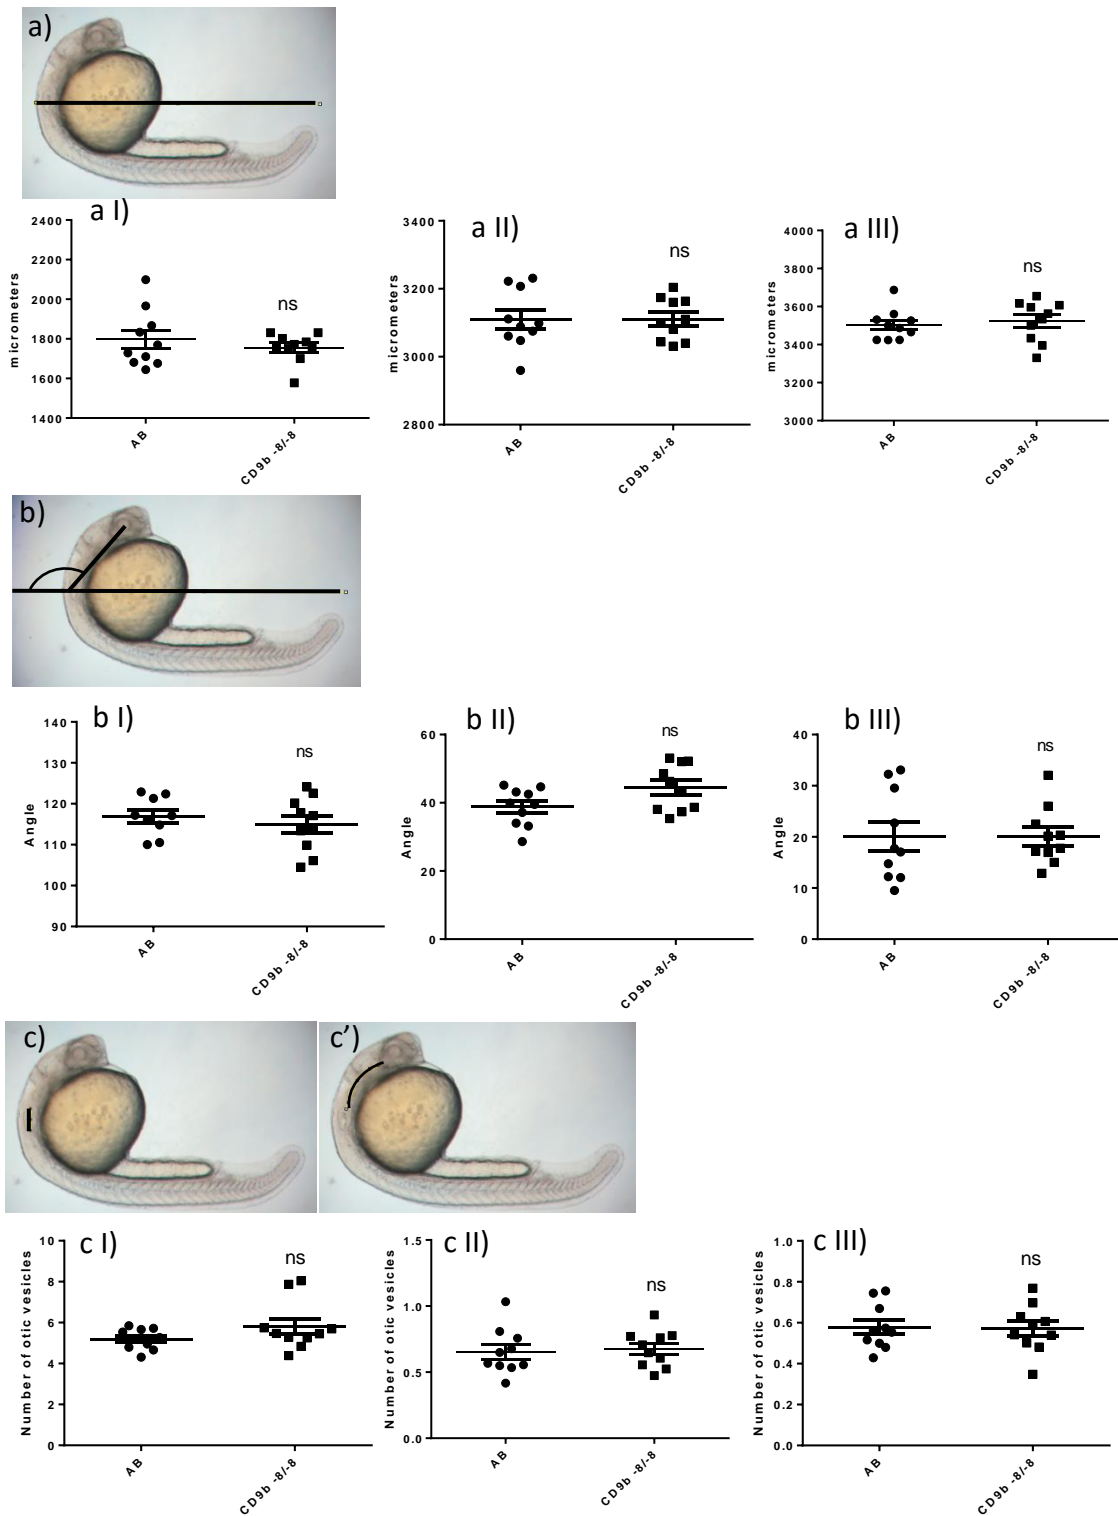 a)
a I)
2400
2200
2000
1800
1600
1400
micrometers
ns
AB
CD9b -8/-8
a II)
3400
3200
3000
2800
micrometers
ns
AB
CD9b -8/-8
a III)
4000
3800
3600
3400
3200
3000
micrometers
ns
AB
CD9b -8/-8
b)
b I)
140
130
120
110
100
90
Angle
ns
AB
CD9b -8/-8
b II)
60
40
20
0
Angle
ns
AB
CD9b -8/-8
b III)
40
30
20
10
0
Angle
ns
AB
CD9b -8/-8
c)
c’)
c I)
10
8
6
4
2
0
Number of otic vesicles
ns
AB
CD9b -8/-8
c II)
1.5
1.0
0.5
0.0
Number of otic vesicles
ns
AB
CD9b -8/-8
c III)
1.0
0.8
0.6
0.4
0.2
0.0
Number of otic vesicles
ns
AB
CD9b -8/-8